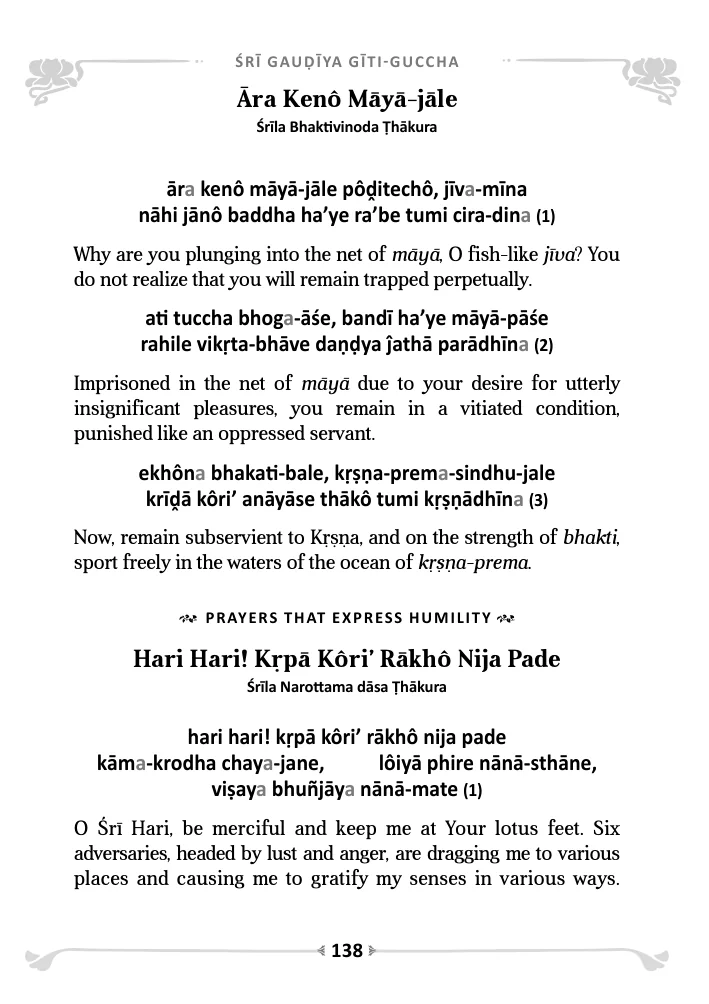 ŚRĪ GAUḌĪYA GĪTI-GUCCHA
Āra Kenô Māyā-jāle
Śrīla Bhaktivinoda Ṭhākura
āra kenô māyā-jāle pôḓitechô, jīva-mīna
nāhi jānô baddha ha’ye ra’be tumi cira-dina (1)
Why are you plunging into the net of māyā, O fish-like jīva? You
do not realize that you will remain trapped perpetually.
ati tuccha bhoga-āśe, bandī ha’ye māyā-pāśe
rahile vikṛta-bhāve daṇḍya ĵathā parādhīna (2)
Imprisoned in the net of māyā due to your desire for utterly
insignificant pleasures, you remain in a vitiated condition,
punished like an oppressed servant.
ekhôna bhakati-bale, kṛṣṇa-prema-sindhu-jale
krīḓā kôri’ anāyāse thākô tumi kṛṣṇādhīna (3)
Now, remain subservient to Kṛṣṇa, and on the strength of bhakti,
sport freely in the waters of the ocean of kṛṣṇa-prema.
PRAYERS THAT EXPRESS HUMILITY
Hari Hari! Kṛpā Kôri’ Rākhô Nija Pade
Śrīla Narottama dāsa Ṭhākura
hari hari! kṛpā kôri’ rākhô nija pade
kāma-krodha chaya-jane, lôiyā phire nānā-sthāne,
viṣaya bhuñjāya nānā-mate (1)
O Śrī Hari, be merciful and keep me at Your lotus feet. Six
adversaries, headed by lust and anger, are dragging me to various
places and causing me to gratify my senses in various ways.
138